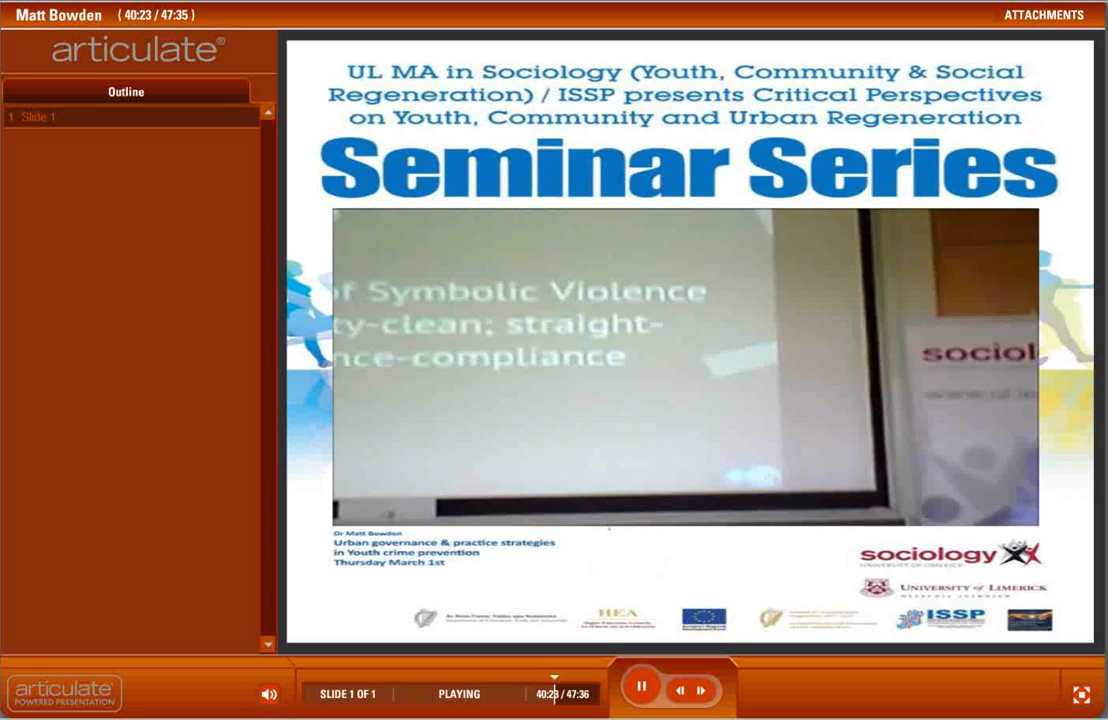 Matt Bowden ( 40:23 / 47:35 )
ATTACHMENTS
articulate®
Outline
1 Slide 1
UL MA in Sociology (Youth, Community & Social
Regeneration) / ISSP presents Critical Perspectives
on Youth, Community and Urban Regeneration
Seminar Series
of Symbolic Violence
ty-clean; straight-
nce-compliance
sociol
Dr Matt Bowden
Urban governance & practice strategies
in Youth crime prevention
Thursday March 1st
sociology
UNIVERSITY OF LIMERICK
UNIVERSITY of LIMERICK
HEA
ISSP
articulate
POWERED PRESENTATION
SLIDE 1 OF 1
PLAYING
40:23 / 47:36